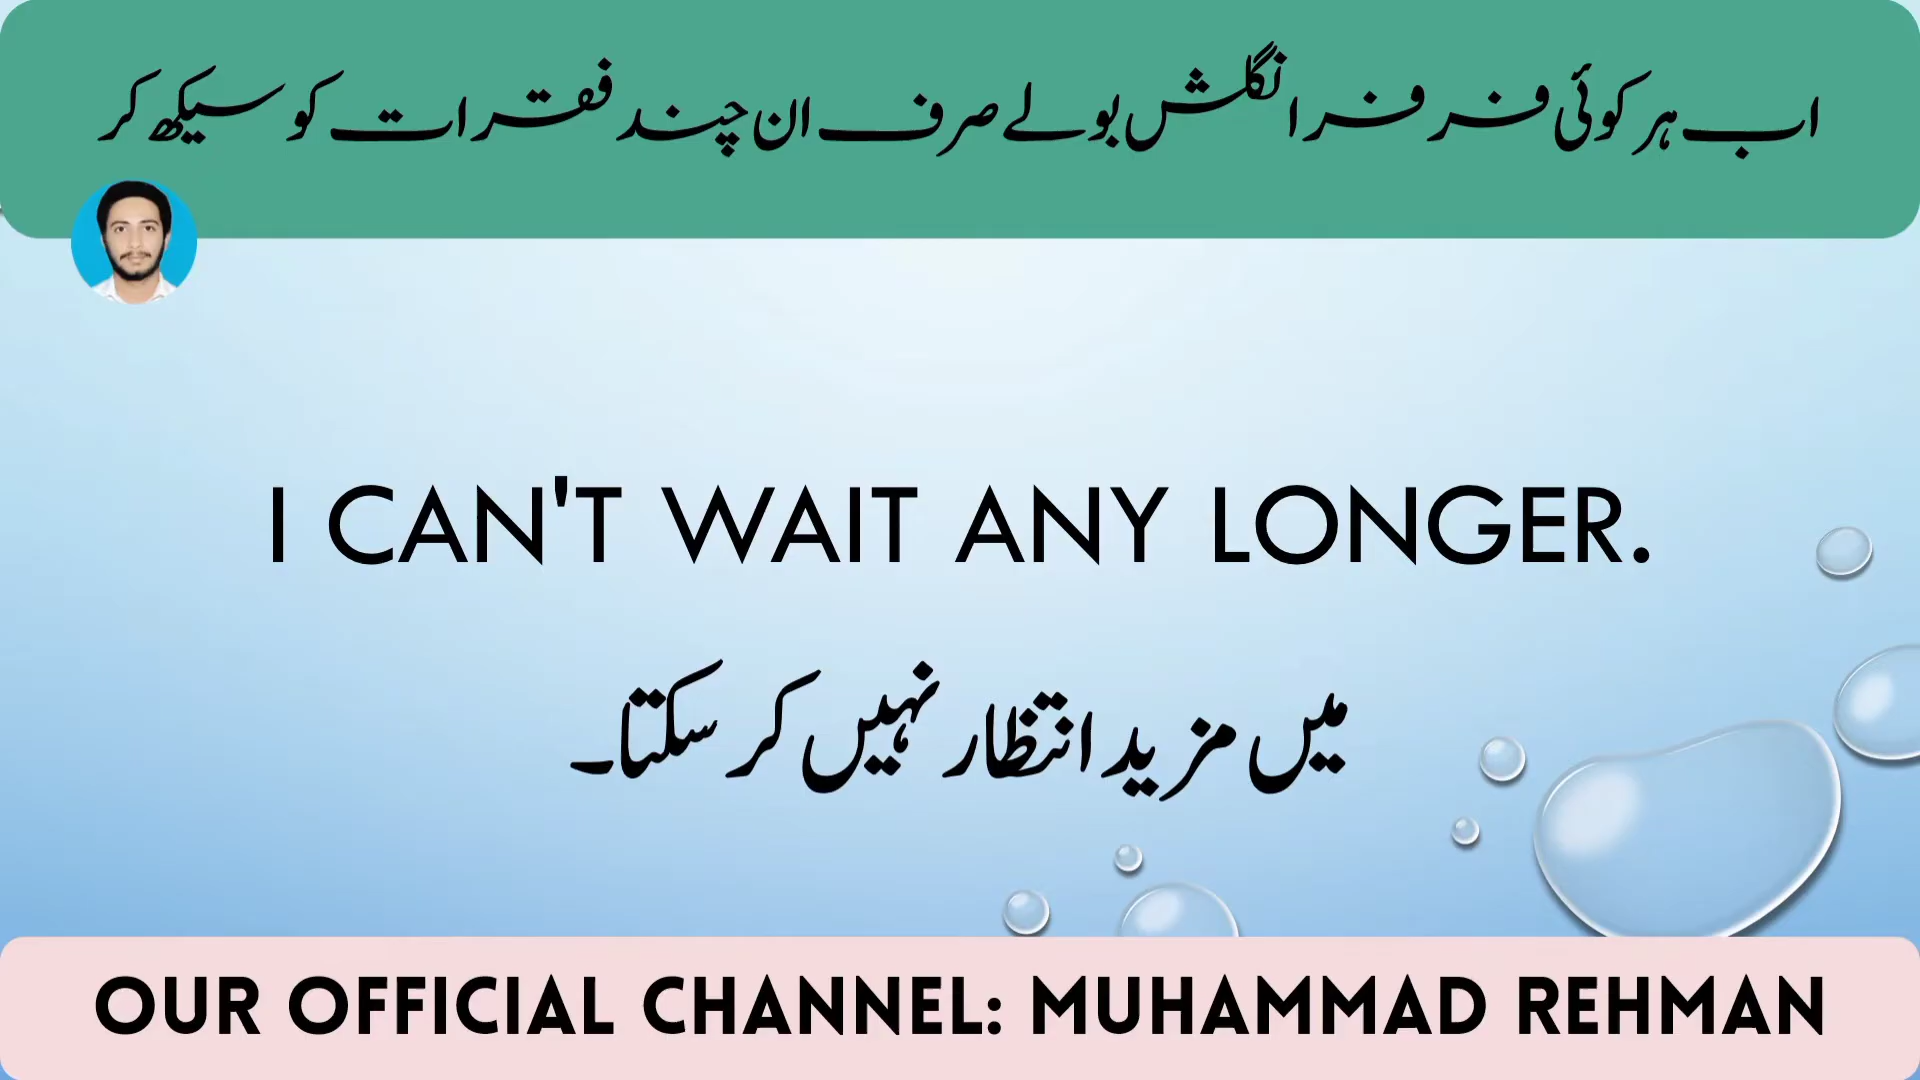 اب ہر کوئی فر فر انگلش بولے صرف ان چند فقرات کو سیکھ کر
I CAN'T WAIT ANY LONGER.
میں مزید انتظار نہیں کر سکتا۔
OUR OFFICIAL CHANNEL: MUHAMMAD REHMAN